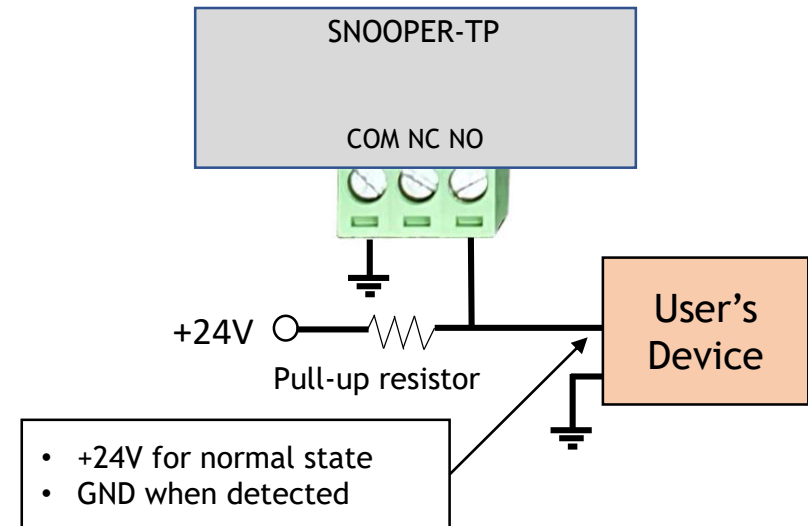 SNOOPER-TP
COM NC NO
+24V
Pull-up resistor
User’s
Device
• +24V for normal state
• GND when detected